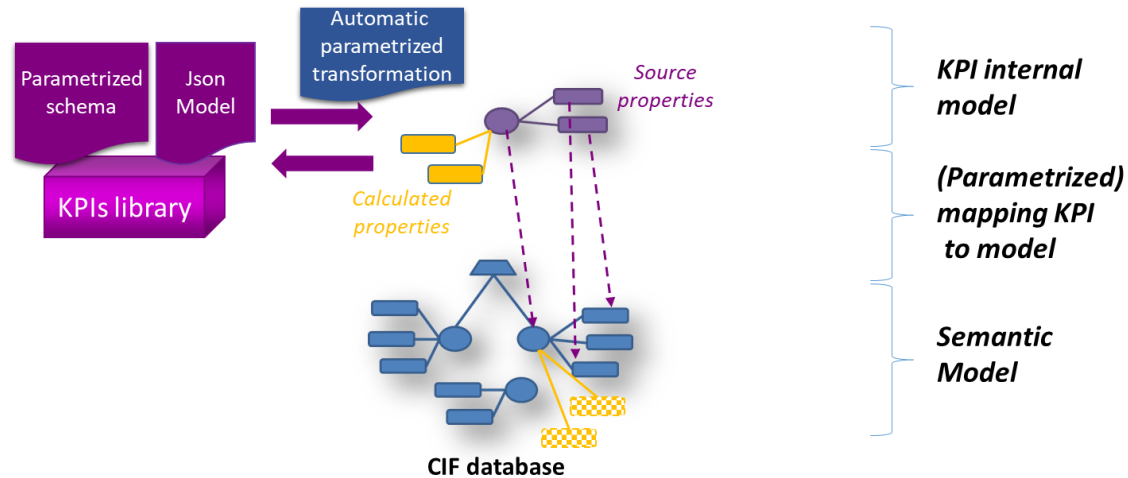 Automatic
parametrized
transformation
Parametrized
schema
Json
Model
KPIs library
Source
properties
Calculated
properties
CIF database
KPI internal
model
(Parametrized)
mapping KPI
to model
Semantic
Model